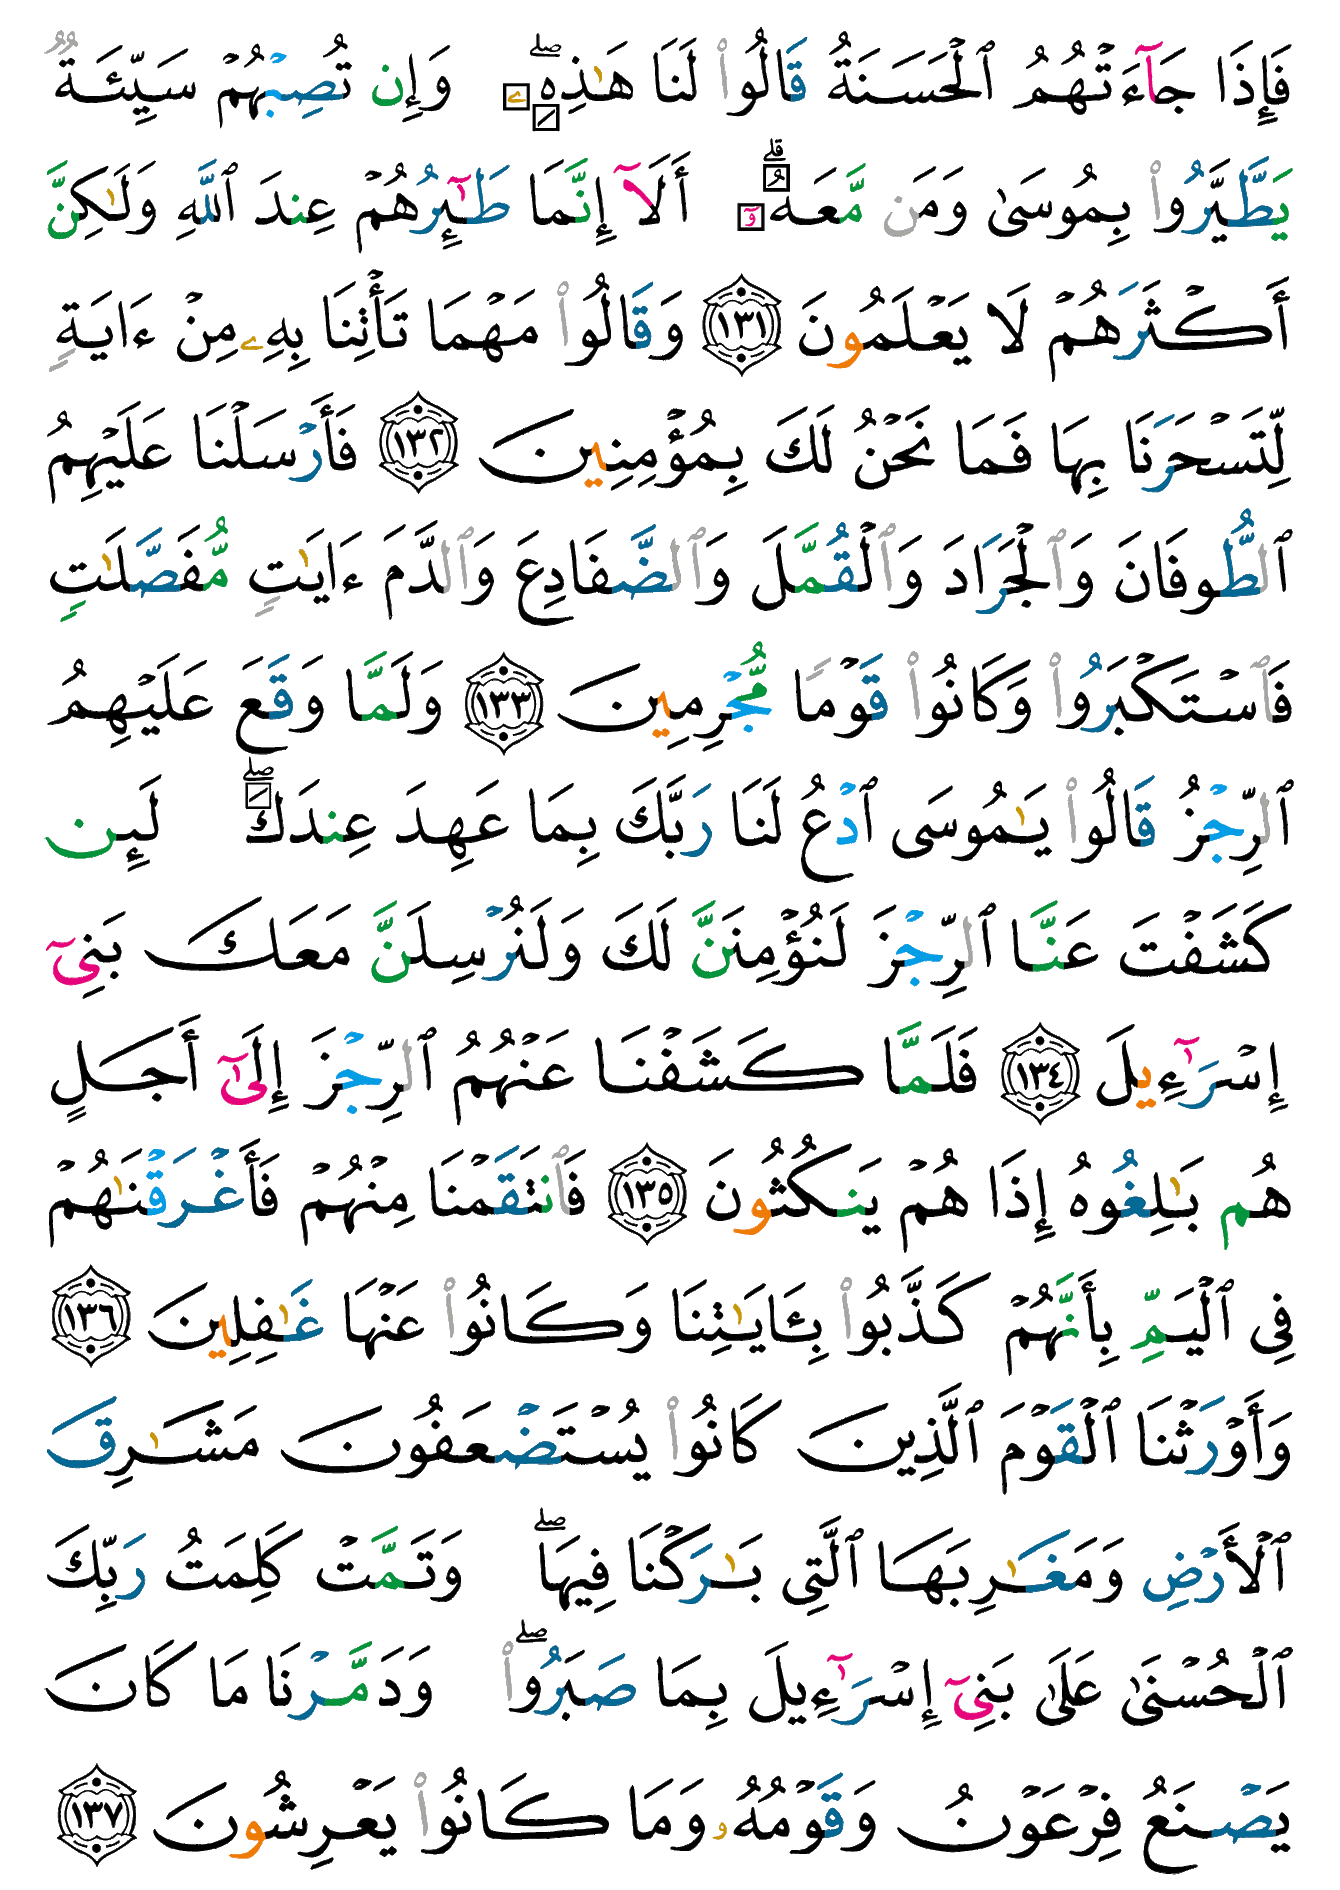 فَإِذَا جَآءَتْهُمُ ٱلْحَسَنَةُ قَالُوا۟ لَنَا هَـٰذِهِۦ ۖ وَإِن تُصِبْهُمْ سَيِّئَةٌ
يَطَّيَّرُوا۟ بِمُوسَىٰ وَمَن مَّعَهُۥٓ ۗ أَلَآ إِنَّمَا طَـٰٓئِرُهُمْ عِندَ ٱللَّهِ وَلَـٰكِنَّ
أَكْثَرَهُمْ لَا يَعْلَمُونَ ١٣١ وَقَالُوا۟ مَهْمَا تَأْتِنَا بِهِۦ مِنْ ءَايَةٍ
لِّتَسْحَرَنَا بِهَا فَمَا نَحْنُ لَكَ بِمُؤْمِنِينَ ١٣٢ فَأَرْسَلْنَا عَلَيْهِمُ
ٱلطُّوفَانَ وَٱلْجَرَادَ وَٱلْقُمَّلَ وَٱلضَّفَادِعَ وَٱلدَّمَ ءَايَـٰتٍ مُّفَصَّلَـٰتٍ
فَٱسْتَكْبَرُوا۟ وَكَانُوا۟ قَوْمًا مُّجْرِمِينَ ١٣٣ وَلَمَّا وَقَعَ عَلَيْهِمُ
ٱلرِّجْزُ قَالُوا۟ يَـٰمُوسَى ٱدْعُ لَنَا رَبَّكَ بِمَا عَهِدَ عِندَكَ ۖ لَئِن
كَشَفْتَ عَنَّا ٱلرِّجْزَ لَنُؤْمِنَنَّ لَكَ وَلَنُرْسِلَنَّ مَعَكَ بَنِىٓ
إِسْرَٰٓءِيلَ ١٣٤ فَلَمَّا كَشَفْنَا عَنْهُمُ ٱلرِّجْزَ إِلَىٰٓ أَجَلٍ
هُم بَـٰلِغُوهُ إِذَا هُمْ يَنكُثُونَ ١٣٥ فَٱنتَقَمْنَا مِنْهُمْ فَأَغْرَقْنَـٰهُمْ
فِى ٱلْيَمِّ بِأَنَّهُمْ كَذَّبُوا۟ بِـَٔايَـٰتِنَا وَكَانُوا۟ عَنْهَا غَـٰفِلِينَ ١٣٦
وَأَوْرَثْنَا ٱلْقَوْمَ ٱلَّذِينَ كَانُوا۟ يُسْتَضْعَفُونَ مَشَـٰرِقَ
ٱلْأَرْضِ وَمَغَـٰرِبَهَا ٱلَّتِى بَـٰرَكْنَا فِيهَا ۖ وَتَمَّتْ كَلِمَتُ رَبِّكَ
ٱلْحُسْنَىٰ عَلَىٰ بَنِىٓ إِسْرَٰٓءِيلَ بِمَا صَبَرُوا۟ ۖ وَدَمَّرْنَا مَا كَانَ
يَصْنَعُ فِرْعَوْنُ وَقَوْمُهُۥ وَمَا كَانُوا۟ يَعْرِشُونَ ١٣٧